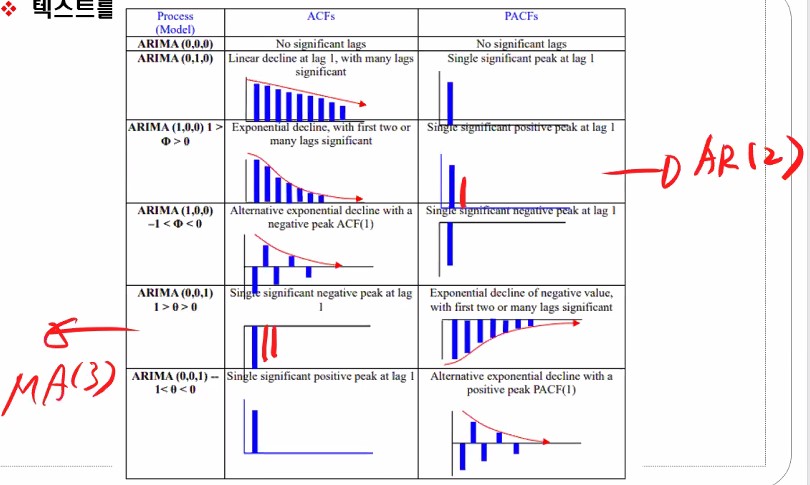 ❖ 텍스트를
Process
(Model)
ACFs
PACFs
ARIMA (0,0,0)
No significant lags
No significant lags
ARIMA (0,1,0)
Linear decline at lag 1, with many lags
significant
Single significant peak at lag 1
ARIMA (1,0,0) 1 >
Φ > 0
Exponential decline, with first two or
many lags significant
Single significant positive peak at lag 1
AR(2)
ARIMA (1,0,0)
–1 < Φ < 0
Alternative exponential decline with a
negative peak ACF(1)
Single significant negative peak at lag 1
ARIMA (0,0,1)
1 > θ > 0
Single significant negative peak at lag
1
Exponential decline of negative value,
with first two or many lags significant
MA(3)
ARIMA (0,0,1) –
1< θ < 0
Single significant positive peak at lag 1
Alternative exponential decline with a
positive peak PACF(1)